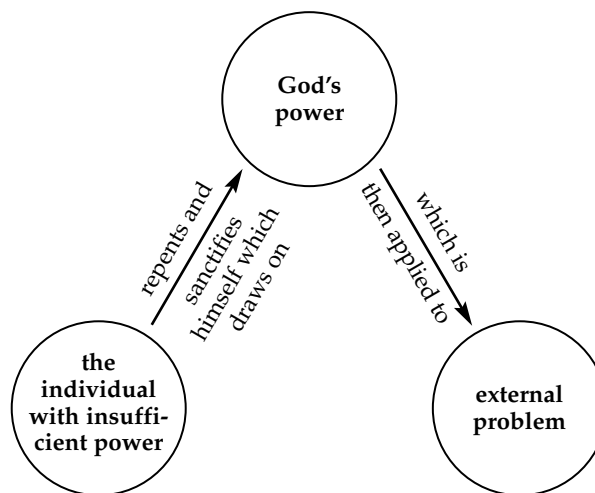 God's
power
repents and
sanctifies
himself which
draws on
which is
then applied to
the
individual
with insuffi-
cient power
external
problem